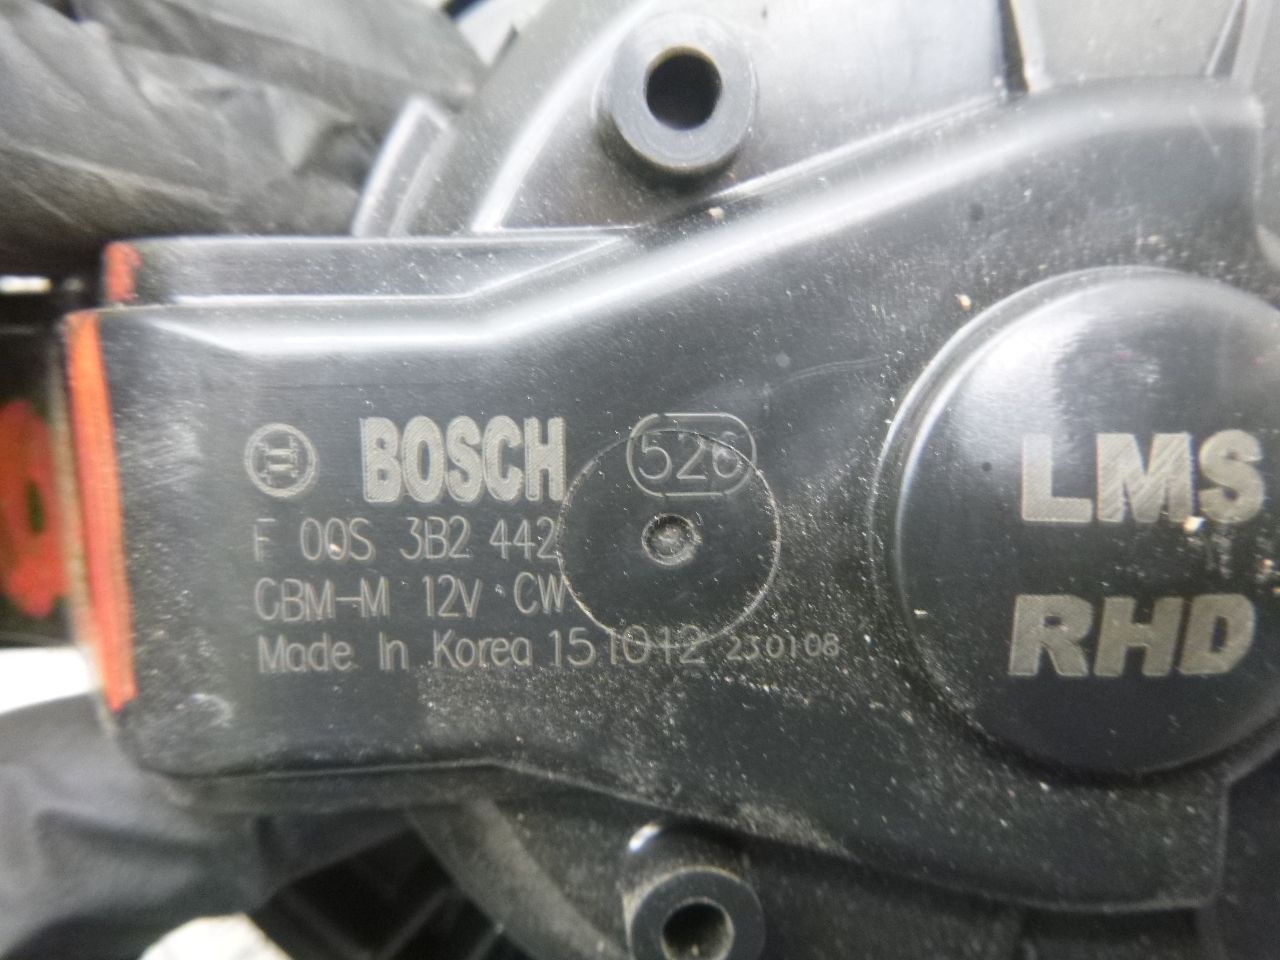 BOSCH 526
F 00S 3B2 442
CBM-M 12V CW
Made In Korea 151012 230108
LMS
RHD